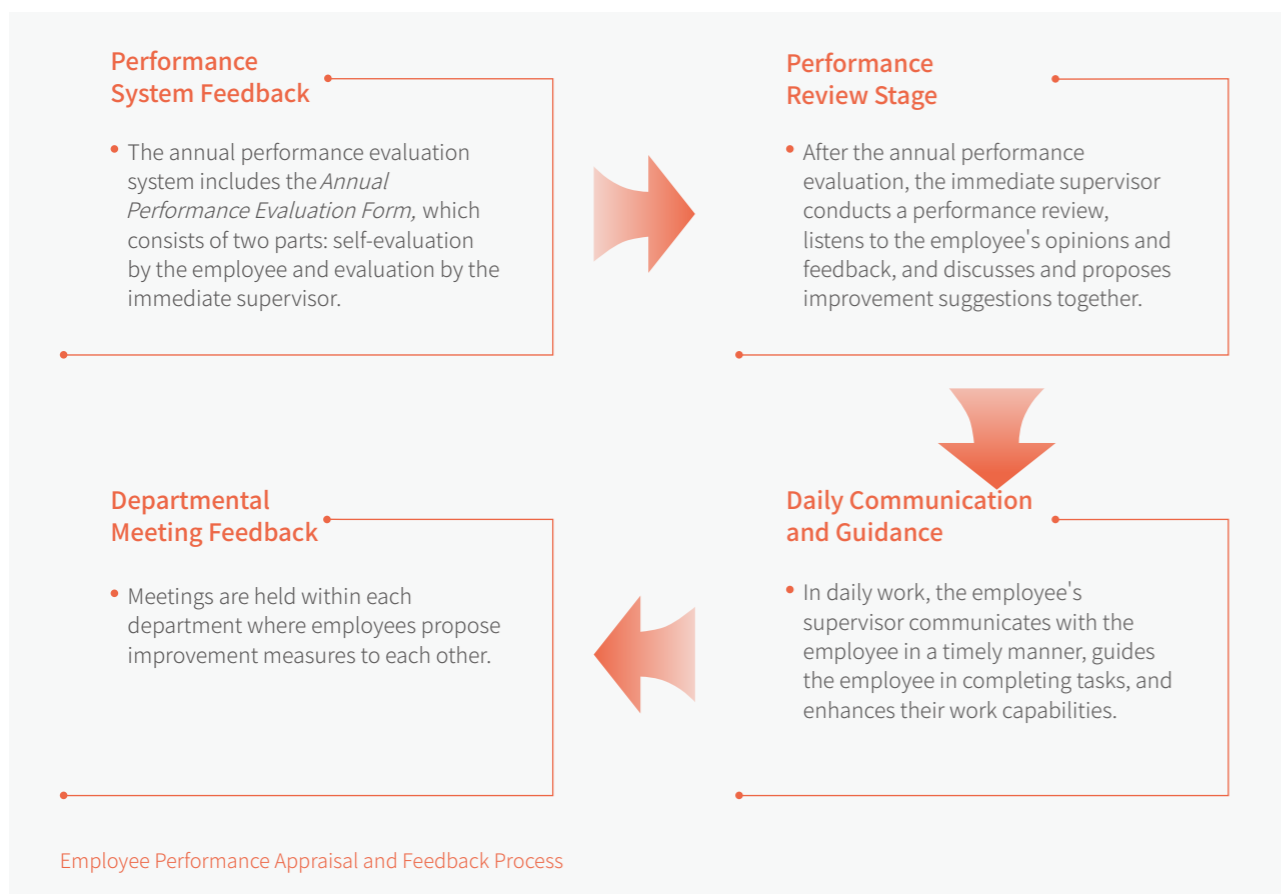 Performance
System Feedback
• The annual performance evaluation
system includes the Annual
Performance Evaluation Form, which
consists of two parts: self-evaluation
by the employee and evaluation by the
immediate supervisor.
Performance
Review Stage
• After the annual performance
evaluation, the immediate supervisor
conducts a performance review,
listens to the employee's opinions and
feedback, and discusses and proposes
improvement suggestions together.
Daily Communication
and Guidance
• In daily work, the employee's
supervisor communicates with the
employee in a timely manner, guides
the employee in completing tasks, and
enhances their work capabilities.
Departmental
Meeting Feedback
• Meetings are held within each
department where employees propose
improvement measures to each other.
Employee Performance Appraisal and Feedback Process